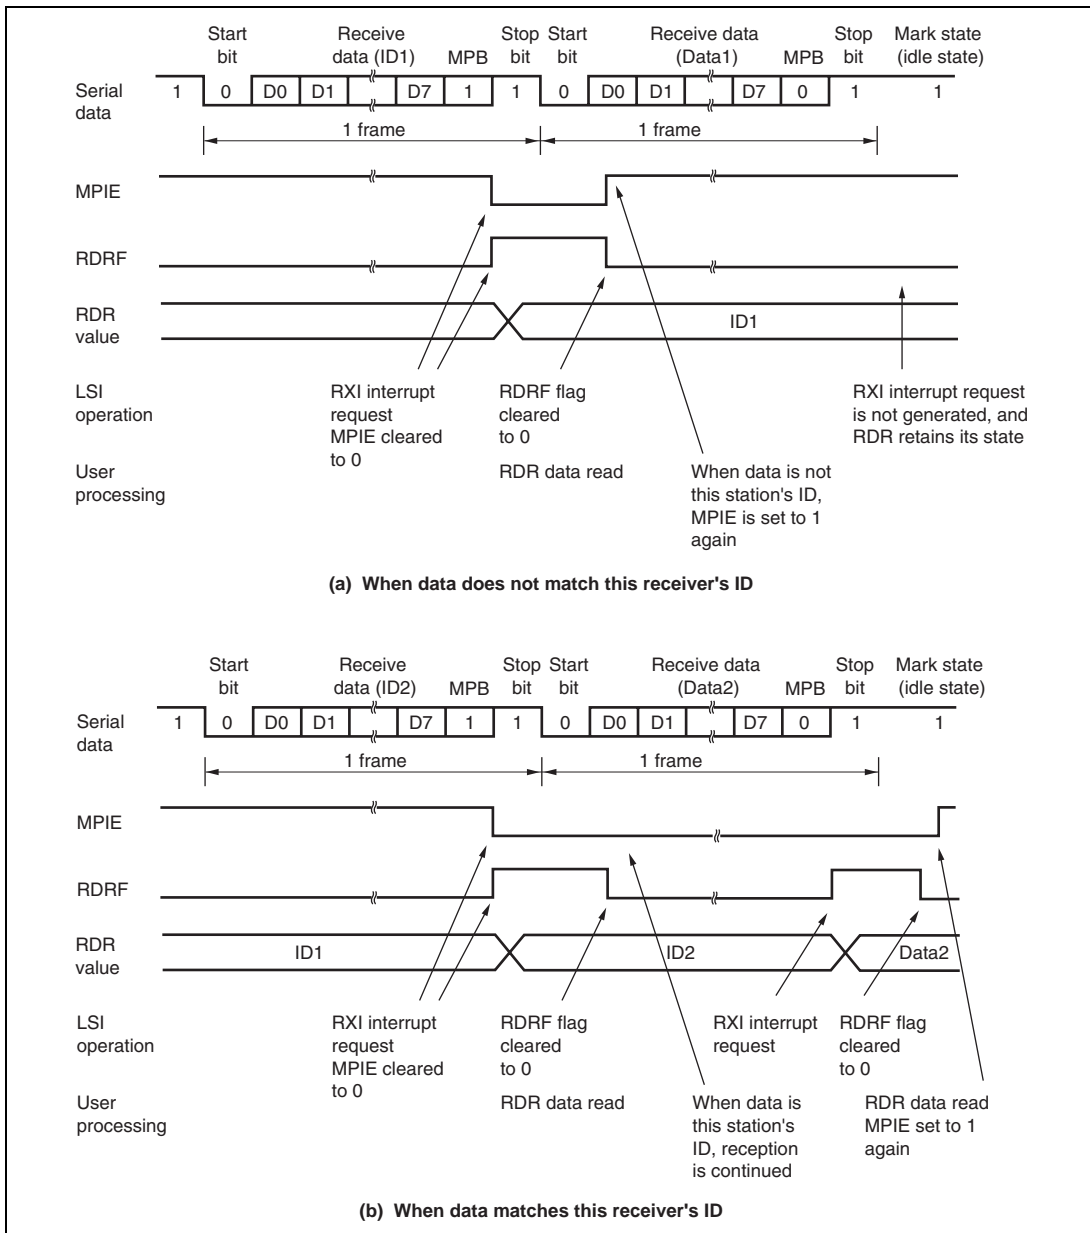 Start Receive Stop Start Receive data Stop Mark state
bit data (ID1) MPB bit bit (Data1) MPB bit (idle state)
Serial data 1 0 D0 D1 D7 1 1 0 D0 D1 D7 0 1 1
1 frame 1 frame
MPIE
RDRF
RDR value ID1
LSI operation
RXI interrupt
request
MPIE cleared
to 0
RDRF flag
cleared
to 0
RXI interrupt request
is not generated, and
RDR retains its state
User processing
RDR data read
When data is not
this station's ID,
MPIE is set to 1
again
(a) When data does not match this receiver's ID
Start Receive Stop Start Receive data Stop Mark state
bit data (ID2) MPB bit bit (Data2) MPB bit (idle state)
Serial data 1 0 D0 D1 D7 1 1 0 D0 D1 D7 0 1 1
1 frame 1 frame
MPIE
RDRF
RDR value ID1 ID2 Data2
LSI operation
RXI interrupt
request
MPIE cleared
to 0
RDRF flag
cleared
to 0
RXI interrupt
request
RDRF flag
cleared
to 0
User processing
RDR data read
When data is
this station's
ID, reception
is continued
RDR data read
MPIE set to 1
again
(b) When data matches this receiver's ID